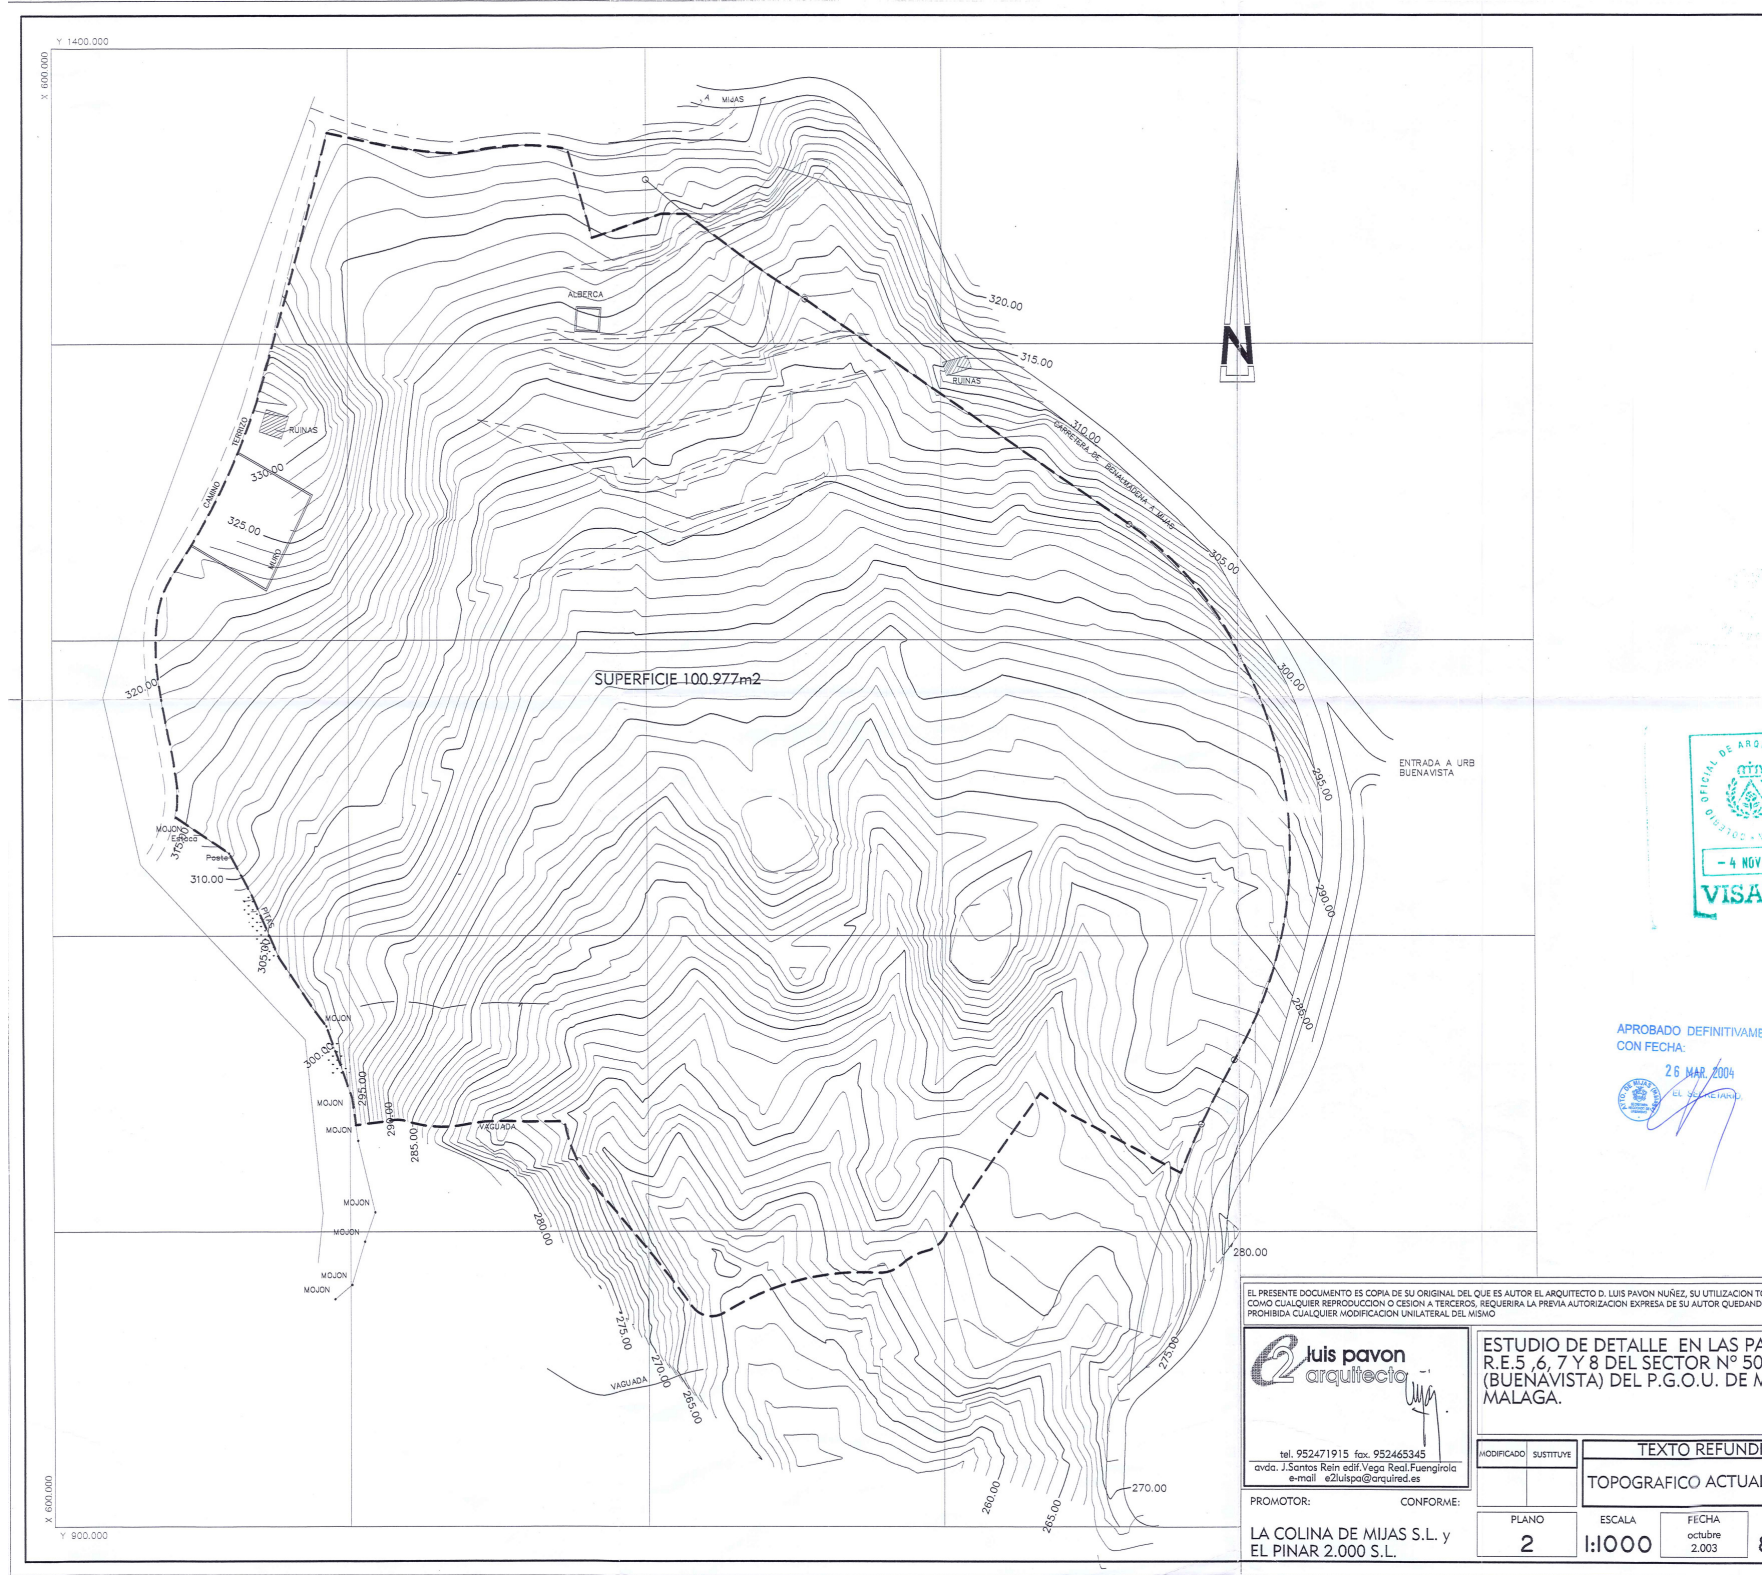 Y 1400.000
X 600.000
A MIJAS
320.00
ALBERCA
315.00
RUINAS
310.00
CARRETERA DE BENALMADENA A MIJAS
TERRIZO
RUINAS
330.00
CAMINO
325.00
MURO
305.00
N
300.00
SUPERFICIE 100.977m2
320.00
ENTRADA A URB
BUENAVISTA
295.00
MOJON
Estaca
315.00
Poste
310.00
290.00
PITAS
305.00
285.00
MOJON
300.00
295.00
MOJON
290.00
MOJON
285.00
VAGUADA
MOJON
280.00
MOJON
280.00
MOJON
MOJON
275.00
270.00
275.00
VAGUADA
265.00
260.00
265.00
270.00
X 600.000
Y 900.000
OFICIAL DE ARQ
COLEGIO
- 4 NOV
VISA
APROBADO DEFINITIVAME
CON FECHA:
26 MAR. 2004
EL SECRETARIO,
EL PRESENTE DOCUMENTO ES COPIA DE SU ORIGINAL DEL QUE ES AUTOR EL ARQUITECTO D. LUIS PAVON NUÑEZ, SU UTILIZACION TO
COMO CUALQUIER REPRODUCCION O CESION A TERCEROS, REQUERIRA LA PREVIA AUTORIZACION EXPRESA DE SU AUTOR QUEDAND
PROHIBIDA CUALQUIER MODIFICACION UNILATERAL DEL MISMO
luis pavon
arquitecto
tel. 952471915 fax. 952465345
avda. J.Santos Rein edif.Vega Real.Fuengirola
e-mail e2luispa@arquired.es
ESTUDIO DE DETALLE EN LAS PA
R.E.5 ,6, 7 Y 8 DEL SECTOR Nº 50
(BUENAVISTA) DEL P.G.O.U. DE M
MALAGA.
MODIFICADO SUSTITUYE
TEXTO REFUND
TOPOGRAFICO ACTUAL
PROMOTOR: CONFORME:
LA COLINA DE MIJAS S.L. y
EL PINAR 2.000 S.L.
PLANO
2
ESCALA
1:1000
FECHA
octubre
2.003